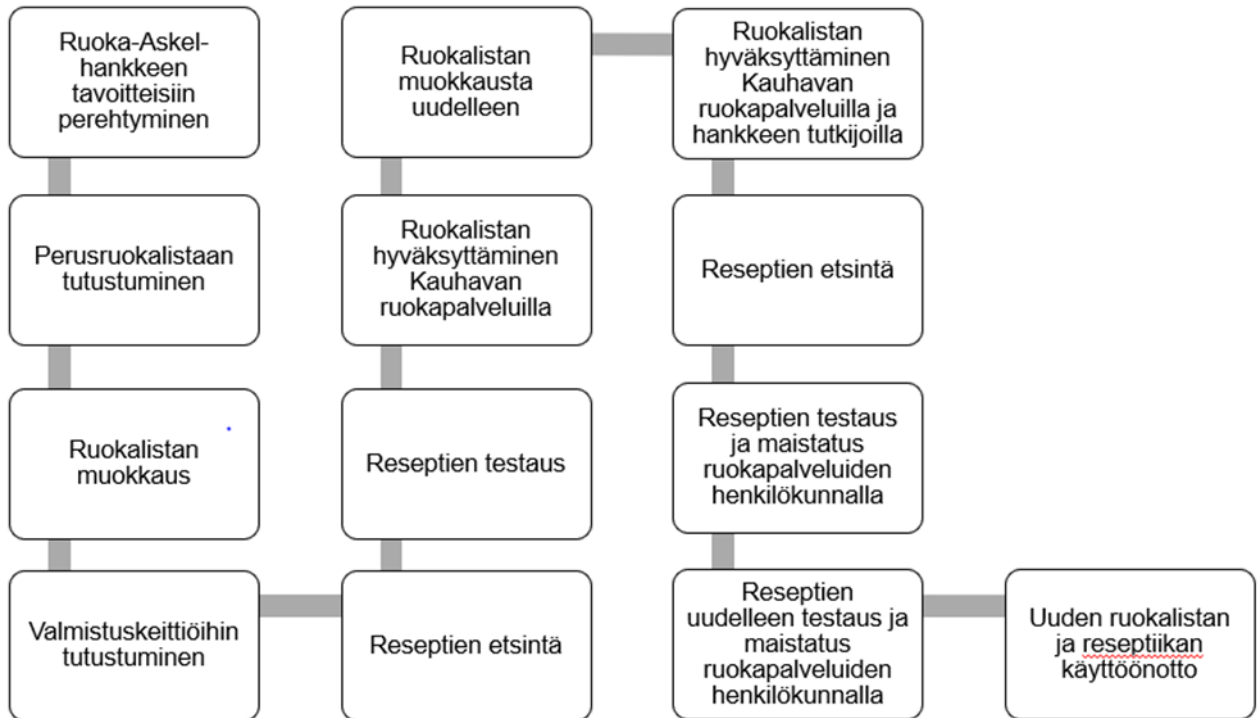 Ruoka-Askel-
hankkeen
tavoitteisiin
perehtyminen
Perusruokalistaan
tutustuminen
Ruokalistan
muokkaus
Valmistuskeittiöihin
tutustuminen
Reseptien etsintä
Reseptien testaus
Ruokalistan
hyväksyttäminen
Kauhavan
ruokapalveluilla
Ruokalistan
muokkausta
uudelleen
Ruokalistan
hyväksyttäminen
Kauhavan
ruokapalveluilla ja
hankkeen tutkijoilla
Reseptien etsintä
Reseptien testaus
ja maistatus
ruokapalveluiden
henkilökunnalla
Reseptien
uudelleen testaus ja
maistatus
ruokapalveluiden
henkilökunnalla
Uuden ruokalistan
ja reseptiikan
käyttöönotto